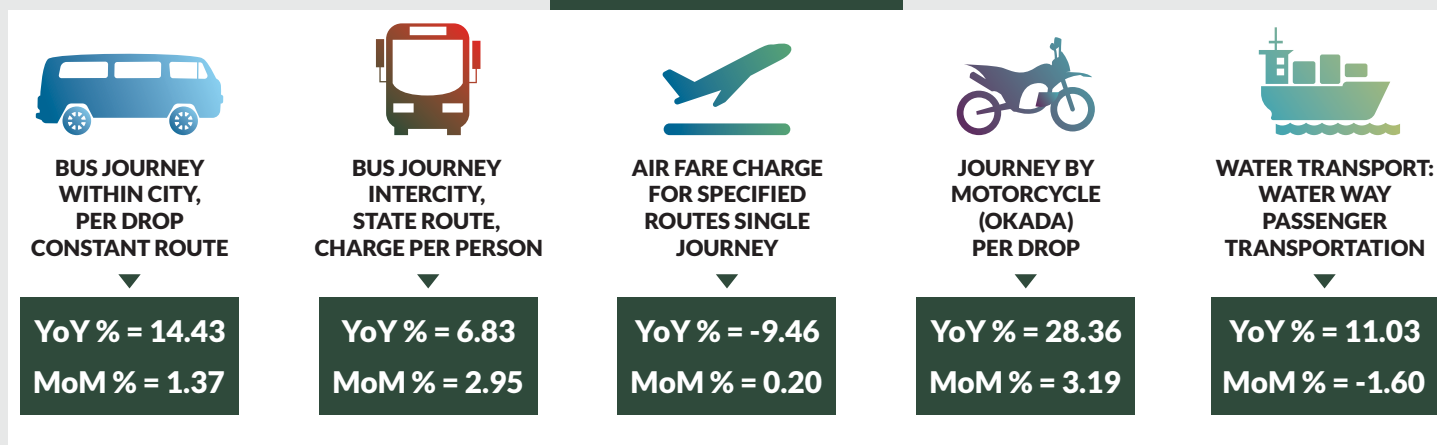 BUS JOURNEY
WITHIN CITY,
PER DROP
CONSTANT ROUTE
YoY % = 14.43
MoM % = 1.37
BUS JOURNEY
INTERCITY,
STATE ROUTE,
CHARGE PER PERSON
YoY % = 6.83
MoM % = 2.95
AIR FARE CHARGE
FOR SPECIFIED
ROUTES SINGLE
JOURNEY
YoY % = -9.46
MoM % = 0.20
JOURNEY BY
MOTORCYCLE
(OKADA)
PER DROP
YoY % = 28.36
MoM % = 3.19
WATER TRANSPORT:
WATER WAY
PASSENGER
TRANSPORTATION
YoY % = 11.03
MoM % = -1.60